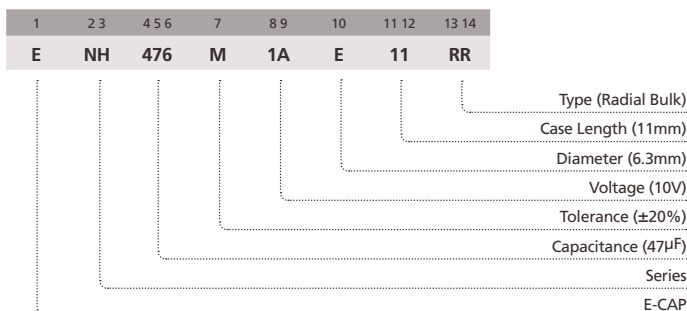 1 2 3 4 5 6 7 8 9 10 11 12 13 14
E NH 476 M 1A E 11 RR
Type (Radial Bulk)
Case Length (11mm)
Diameter (6.3mm)
Voltage (10V)
Tolerance (±20%)
Capacitance (47µF)
Series
E-CAP